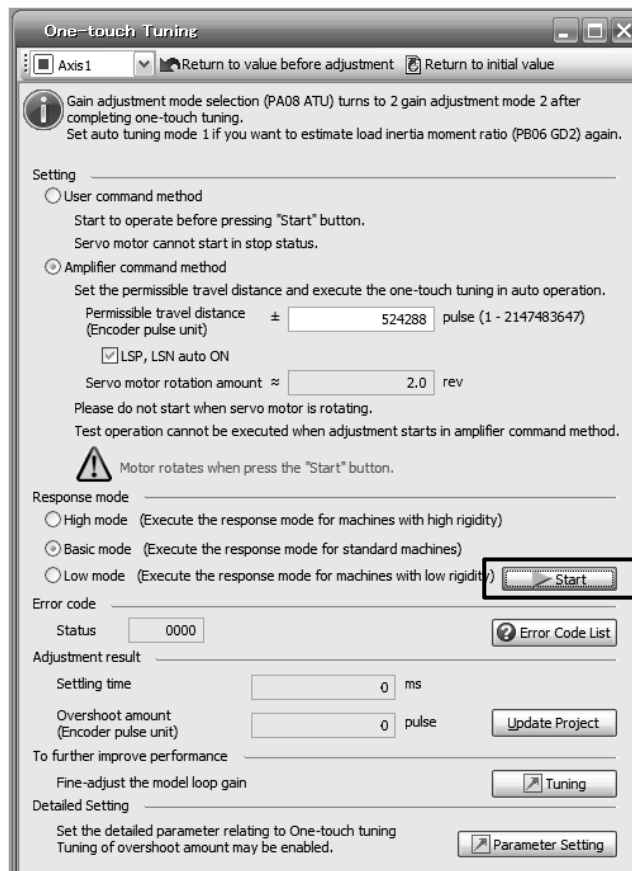 One-touch Tuning
Axis1 Return to value before adjustment Return to initial value
Gain adjustment mode selection (PA08 ATU) turns to 2 gain adjustment mode 2 after
completing one-touch tuning.
Set auto tuning mode 1 if you want to estimate load inertia moment ratio (PB06 GD2) again.
Setting
User command method
Start to operate before pressing "Start" button.
Servo motor cannot start in stop status.
Amplifier command method
Set the permissible travel distance and execute the one-touch tuning in auto operation.
Permissible travel distance ± 524288 pulse (1 - 2147483647)
(Encoder pulse unit)
LSP, LSN auto ON
Servo motor rotation amount ≈ 2.0 rev
Please do not start when servo motor is rotating.
Test operation cannot be executed when adjustment starts in amplifier command method.
Motor rotates when press the "Start" button.
Response mode
High mode (Execute the response mode for machines with high rigidity)
Basic mode (Execute the response mode for standard machines)
Low mode (Execute the response mode for machines with low rigidity) Start
Error code
Status 0000 Error Code List
Adjustment result
Settling time 0 ms
Overshoot amount 0 pulse Update Project
(Encoder pulse unit)
To further improve performance
Fine-adjust the model loop gain Tuning
Detailed Setting
Set the detailed parameter relating to One-touch tuning
Tuning of overshoot amount may be enabled. Parameter Setting